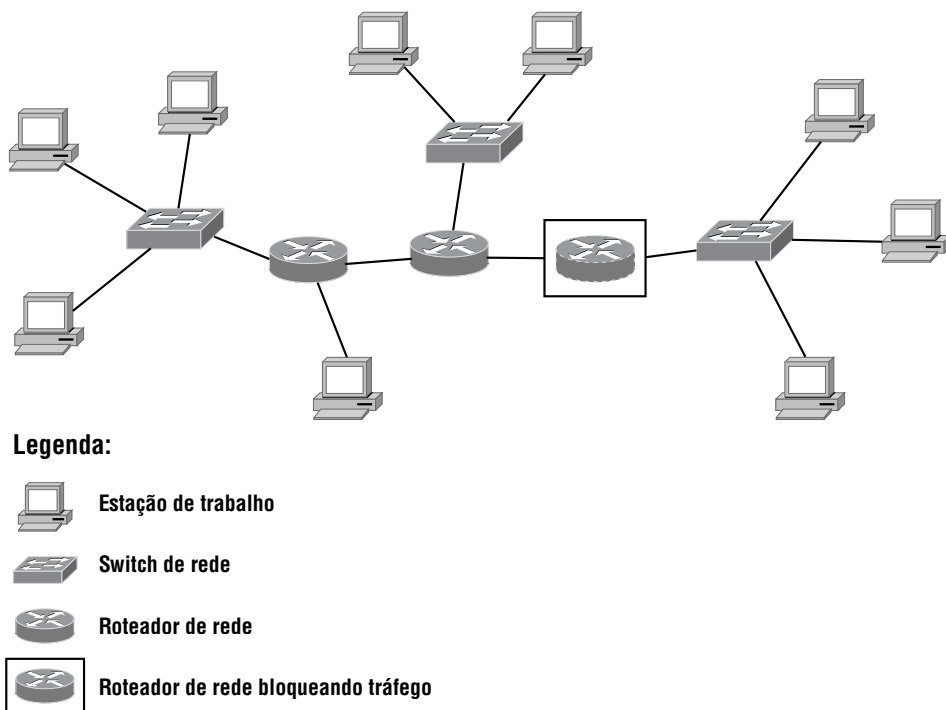 Legenda:
Estação de trabalho
Switch de rede
Roteador de rede
Roteador de rede bloqueando tráfego